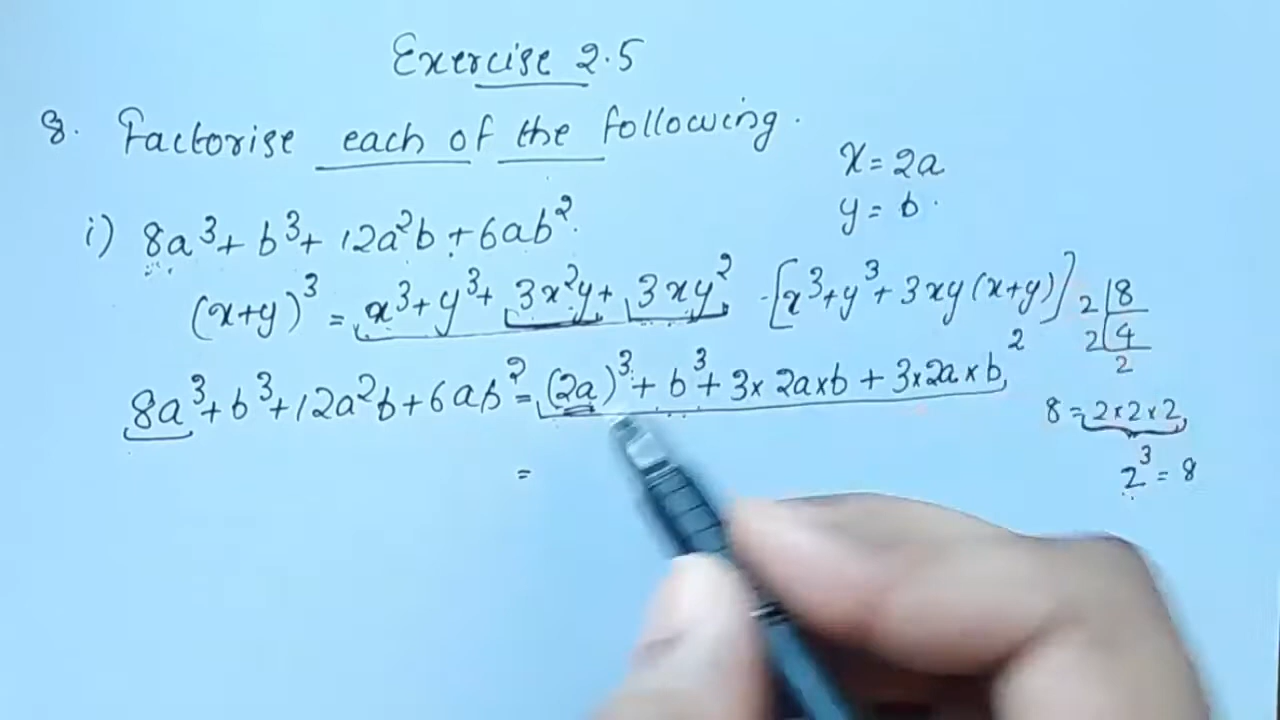 Exercise 2.5
8. Factorise each of the following.
x = 2a
y = b.
i) 8a³ + b³ + 12a²b + 6ab².
(x+y)³ = x³+y³+ 3x²y + 3xy² [x³+y³+3xy(x+y)]
2 | 8
2 | 4
2
8a³+b³+12a²b+6ab² = (2a)³ + b³ + 3 × 2a × b + 3 × 2a × b²
8 = 2×2×2
2³ = 8
=